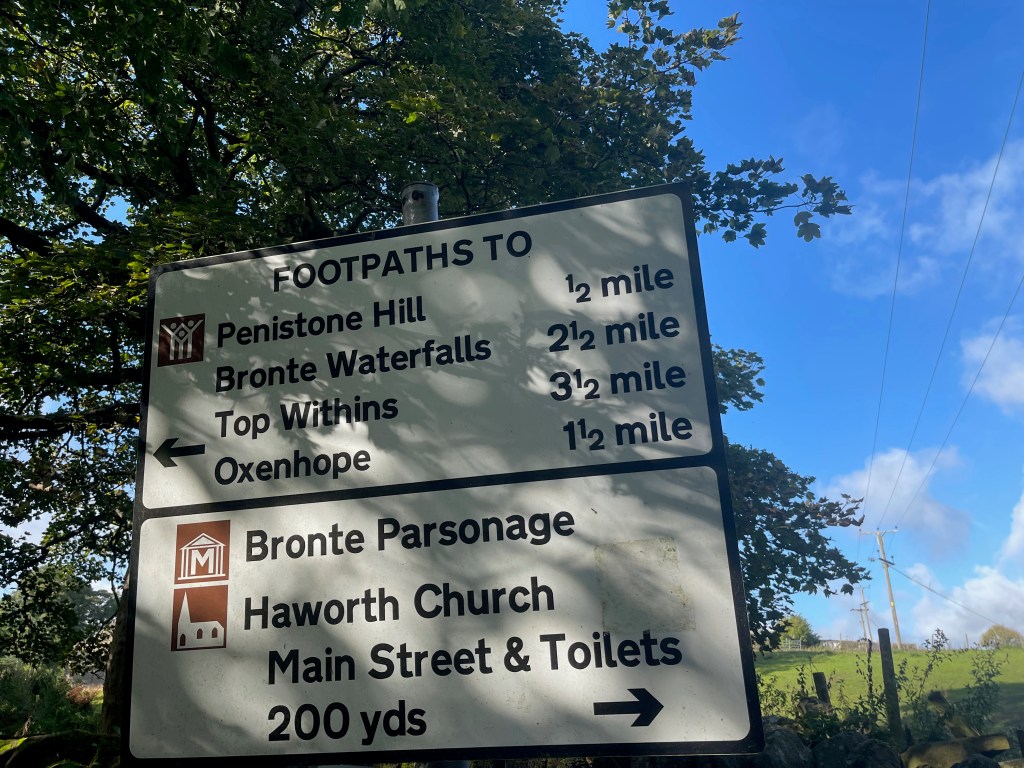 FOOTPATHS TO
Penistone Hill ½ mile
Bronte Waterfalls 2½ mile
Top Withins 3½ mile
Oxenhope 1½ mile
M Bronte Parsonage
Haworth Church
Main Street & Toilets
200 yds